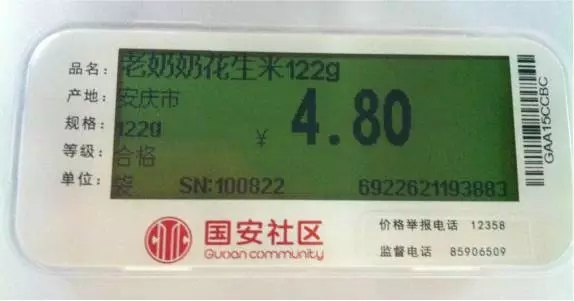 品名: 老奶奶花生米122g
产地: 安庆市
规格: 122g
¥ 4.80
等级: 合格
单位: 袋 SN:100822 6922621193883
GAA15CCBC
CITIC 国安社区
Guoan community
价格举报电话 12358
监督电话 85906509